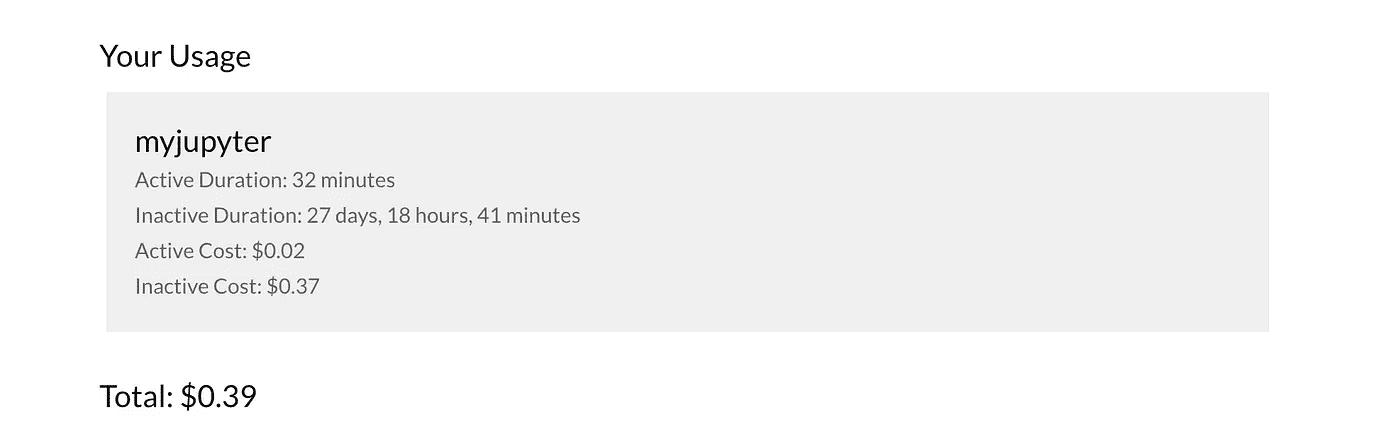 Your Usage
myjupyter
Active Duration: 32 minutes
Inactive Duration: 27 days, 18 hours, 41 minutes
Active Cost: $0.02
Inactive Cost: $0.37
Total: $0.39